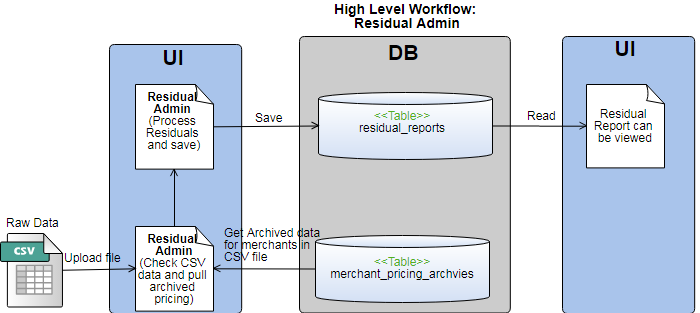 High Level Workflow:
Residual Admin
UI
DB
UI
Residual
Admin
(Process
Residuals
and save)
Save
<<Table>>
residual_reports
Read
Residual
Report can
be viewed
Raw Data
CSV
Upload file
Residual
Admin
(Check CSV
data and pull
archived
pricing)
Get Archived data
for merchants in
CSV file
<<Table>>
merchant_pricing_archvies